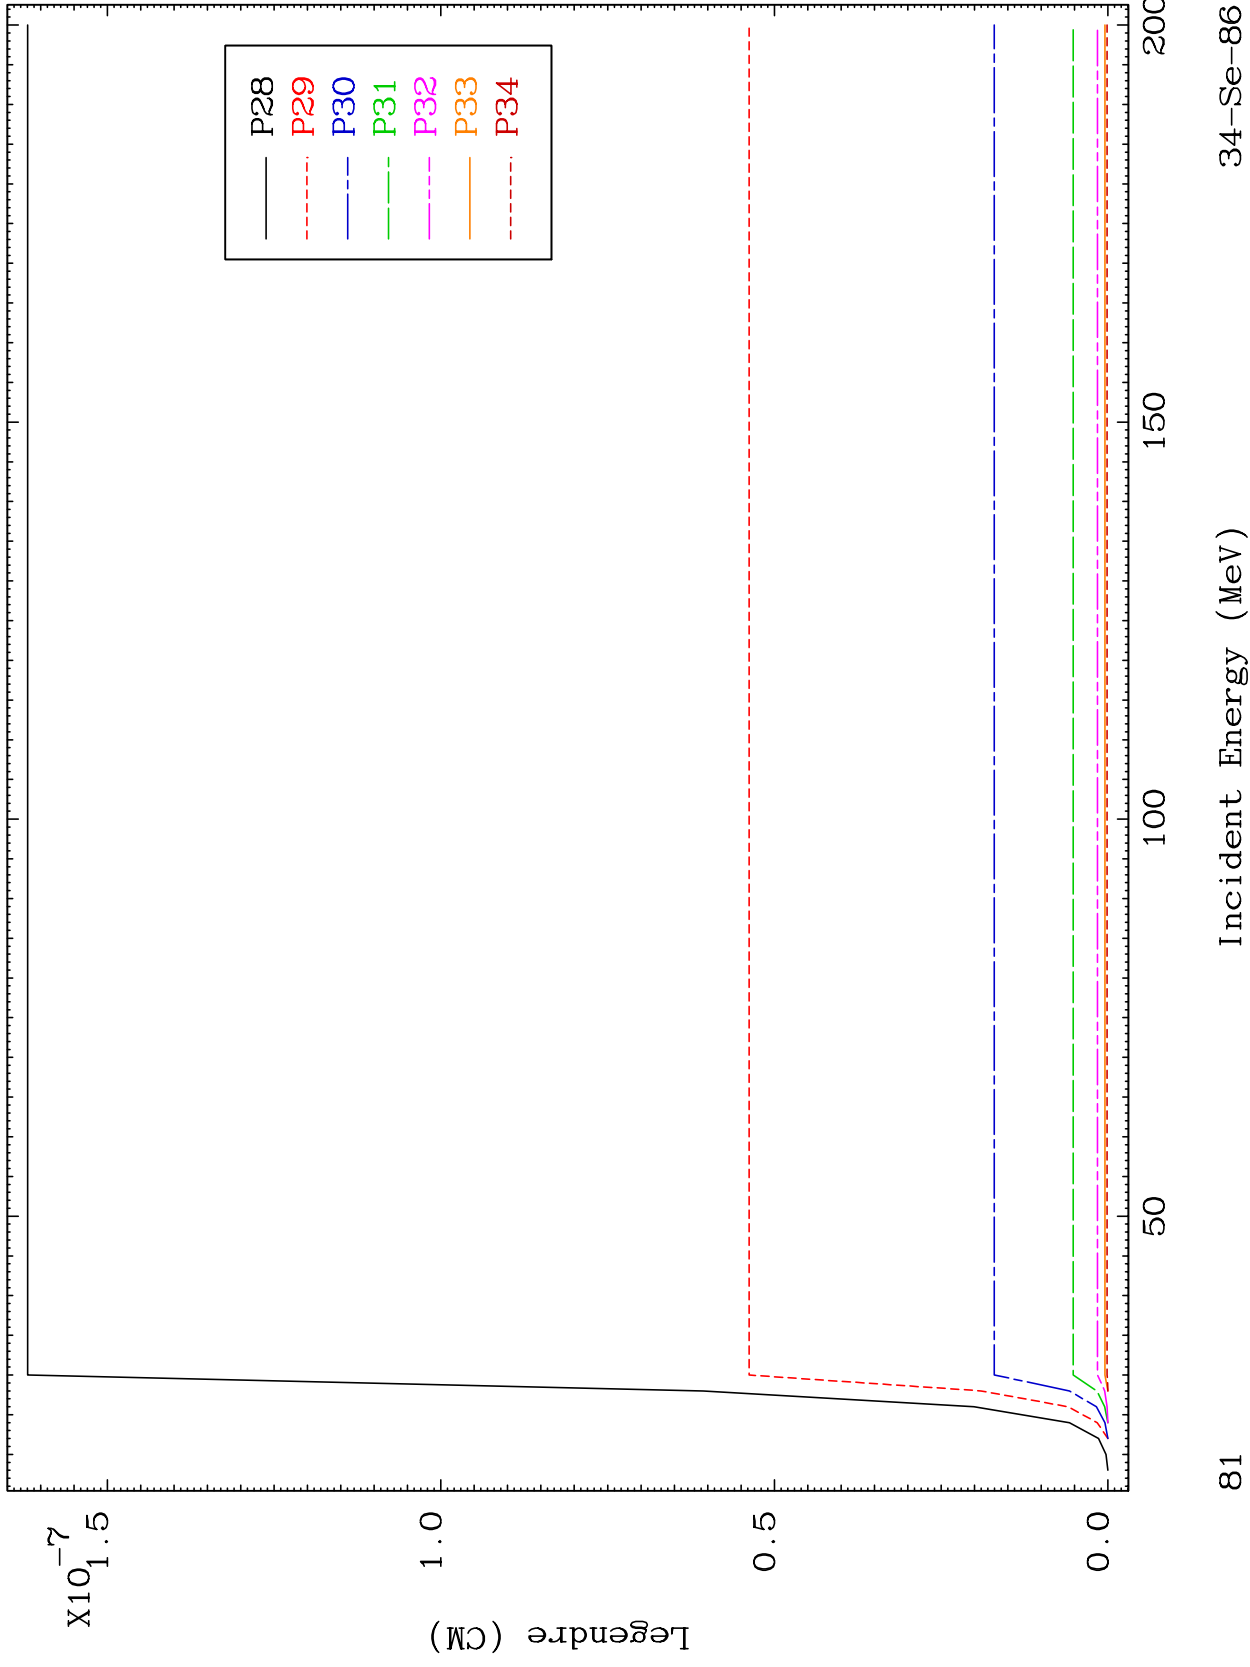 X10-7
1.5
1.0
0.5
0.0
Legendre (CM)
P28
P29
P30
P31
P32
P33
P34
50
100
150
200
Incident Energy (MeV)
81
34-Se-86